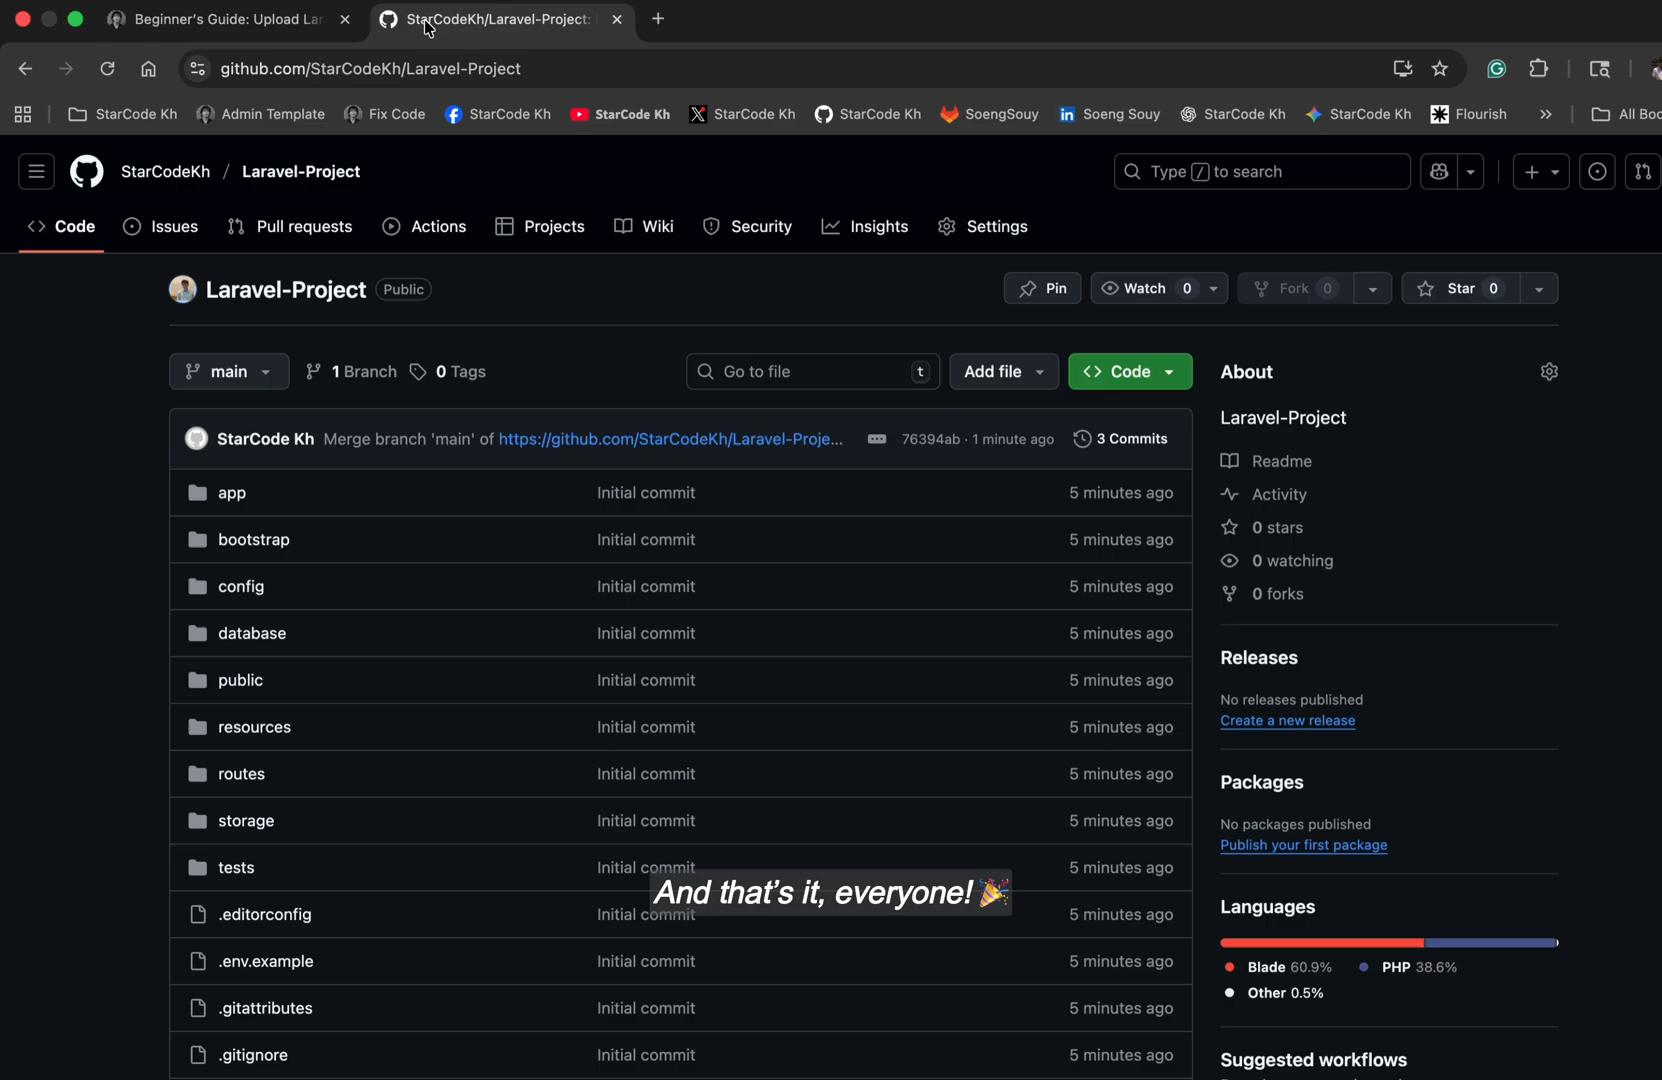 Beginner's Guide: Upload La
StarCodeKh/Laravel-Project:
github.com/StarCodeKh/Laravel-Project
StarCode Kh Admin Template Fix Code StarCode Kh StarCode Kh StarCode Kh StarCode Kh SoengSouy Soeng Souy StarCode Kh StarCode Kh Flourish » All Boo
StarCodeKh / Laravel-Project
Type / to search
Code Issues Pull requests Actions Projects Wiki Security Insights Settings
Laravel-Project Public
Pin Watch 0 Fork 0 Star 0
main 1 Branch 0 Tags Go to file t Add file <> Code
StarCode Kh Merge branch 'main' of https://github.com/StarCodeKh/Laravel-Proje... 76394ab · 1 minute ago 3 Commits
app Initial commit 5 minutes ago
bootstrap Initial commit 5 minutes ago
config Initial commit 5 minutes ago
database Initial commit 5 minutes ago
public Initial commit 5 minutes ago
resources Initial commit 5 minutes ago
routes Initial commit 5 minutes ago
storage Initial commit 5 minutes ago
tests Initial commit 5 minutes ago
And that's it, everyone! 🎉
.editorconfig Initial commit 5 minutes ago
.env.example Initial commit 5 minutes ago
.gitattributes Initial commit 5 minutes ago
.gitignore Initial commit 5 minutes ago
About
Laravel-Project
Readme
Activity
0 stars
0 watching
0 forks
Releases
No releases published
Create a new release
Packages
No packages published
Publish your first package
Languages
Blade 60.9% PHP 38.6%
Other 0.5%
Suggested workflows